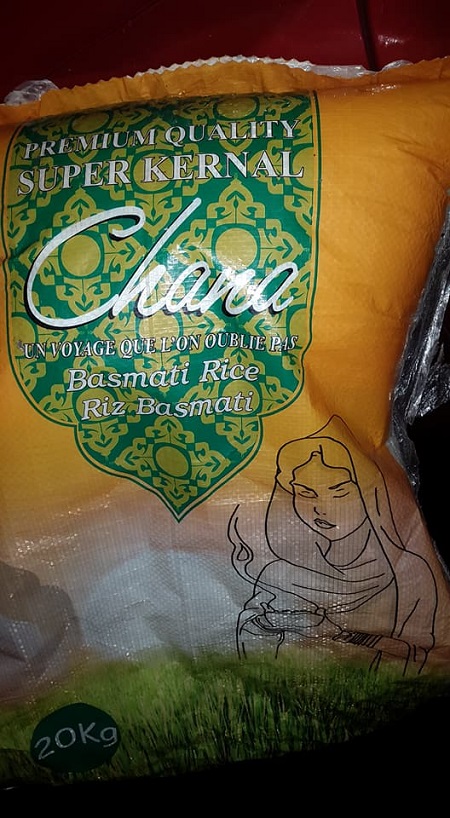 PREMIUM QUALITY
SUPER KERNAL
Chana
"UN VOYAGE QUE L'ON OUBLIE PAS
Basmati Rice
Riz Basmati
20Kg